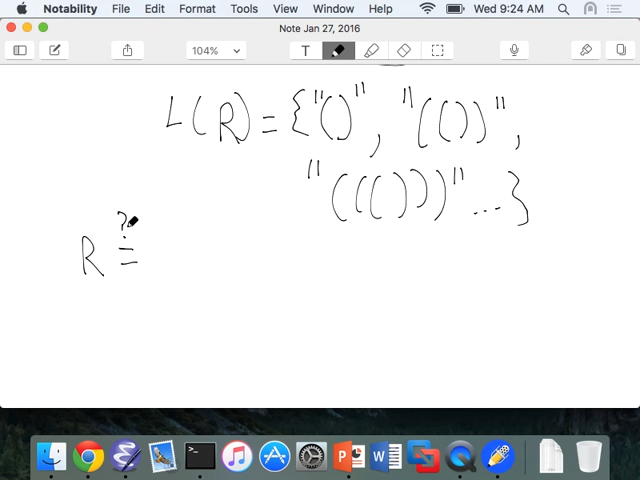 Notability File Edit Format Tools View Window Help Wed 9:24 AM
Note Jan 27, 2016
104% T
L(R) = {"()", "(())",
"((()))" ... }
R ?=